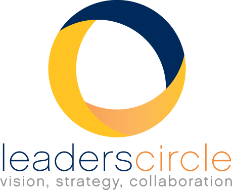 leaderscircle
vision, strategy, collaboration